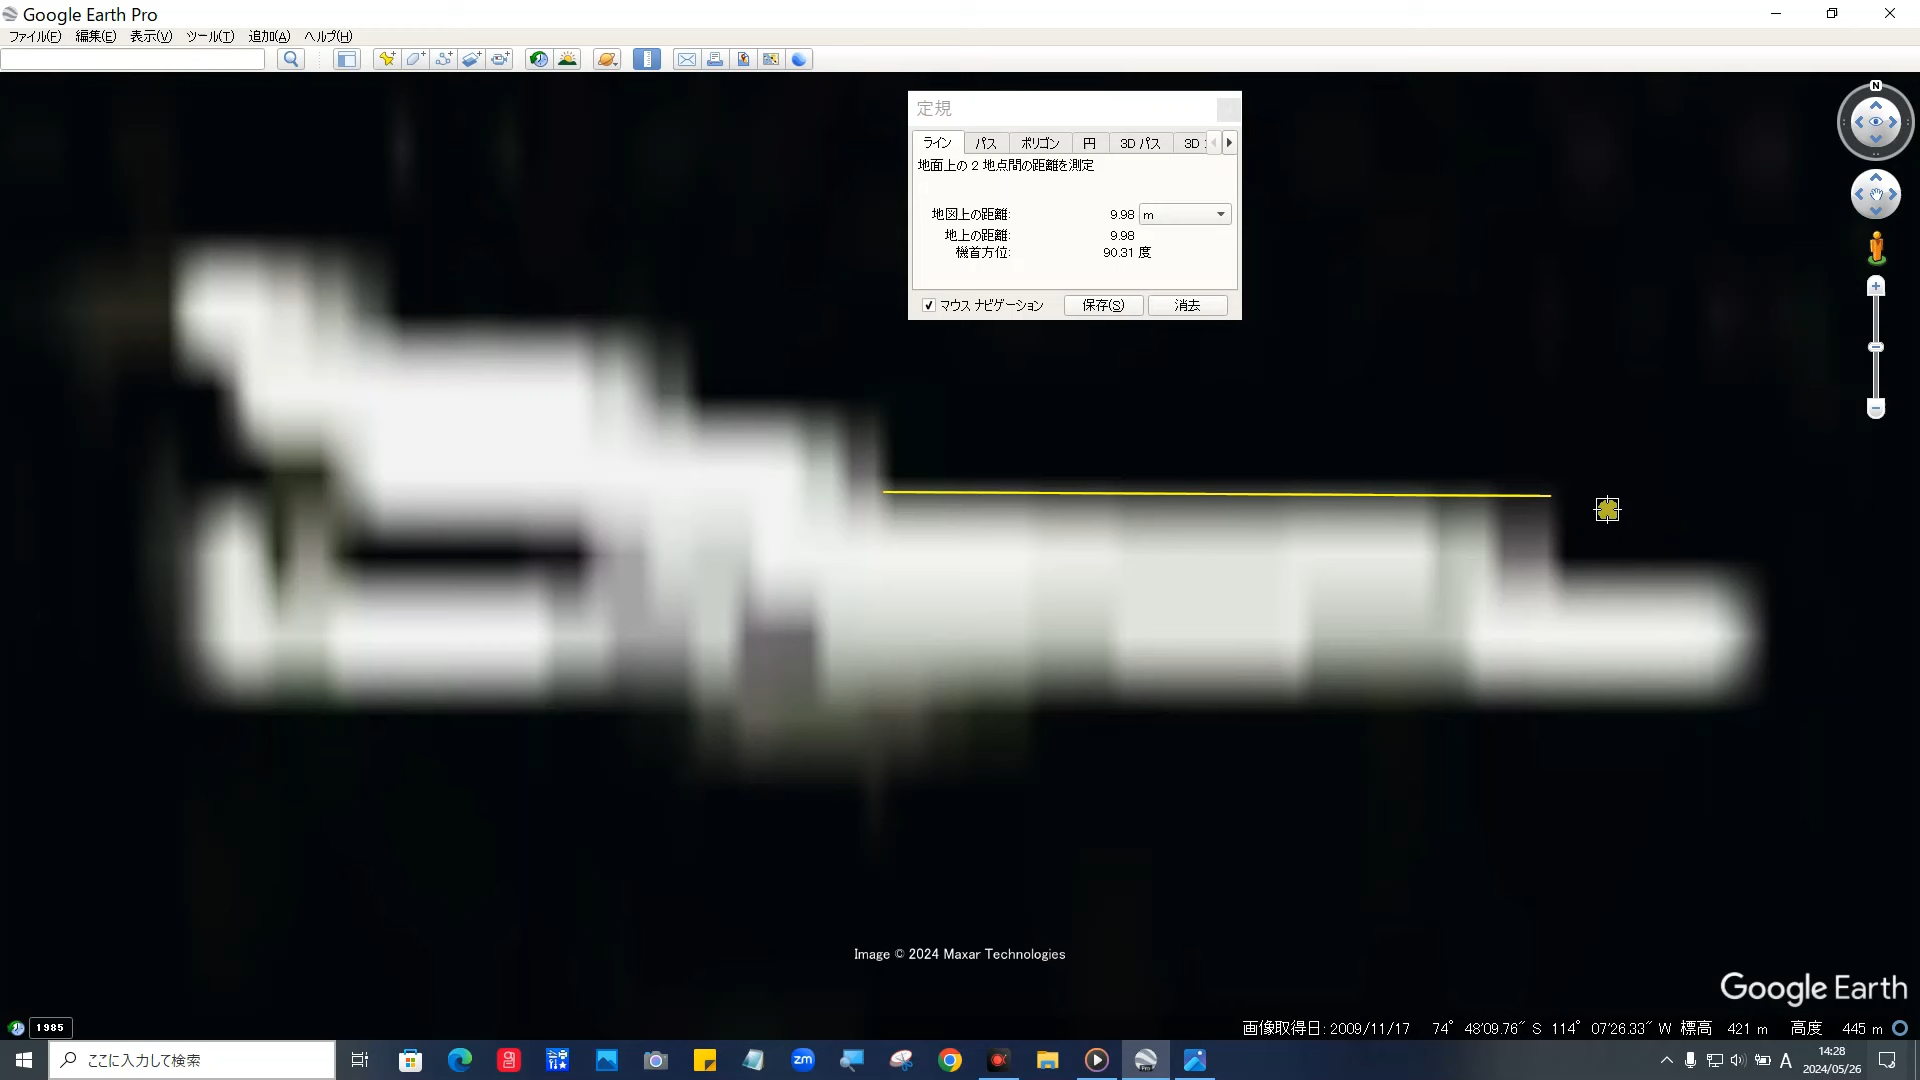 Google Earth Pro
ファイル(F) 編集(E) 表示(V) ツール(T) 追加(A) ヘルプ(H)
N
定規
ライン パス ポリゴン 円 3D パス 3D
地面上の 2 地点間の距離を測定
地図上の距離: 9.98 m
地上の距離: 9.98
機首方位: 90.31 度
マウス ナビゲーション 保存(S) 消去
Image © 2024 Maxar Technologies
Google Earth
1985
画像取得日: 2009/11/17 74° 48'09.76" S 114° 07'26.33" W 標高 421 m 高度 445 m
ここに入力して検索
zm
A
14:28
2024/05/26